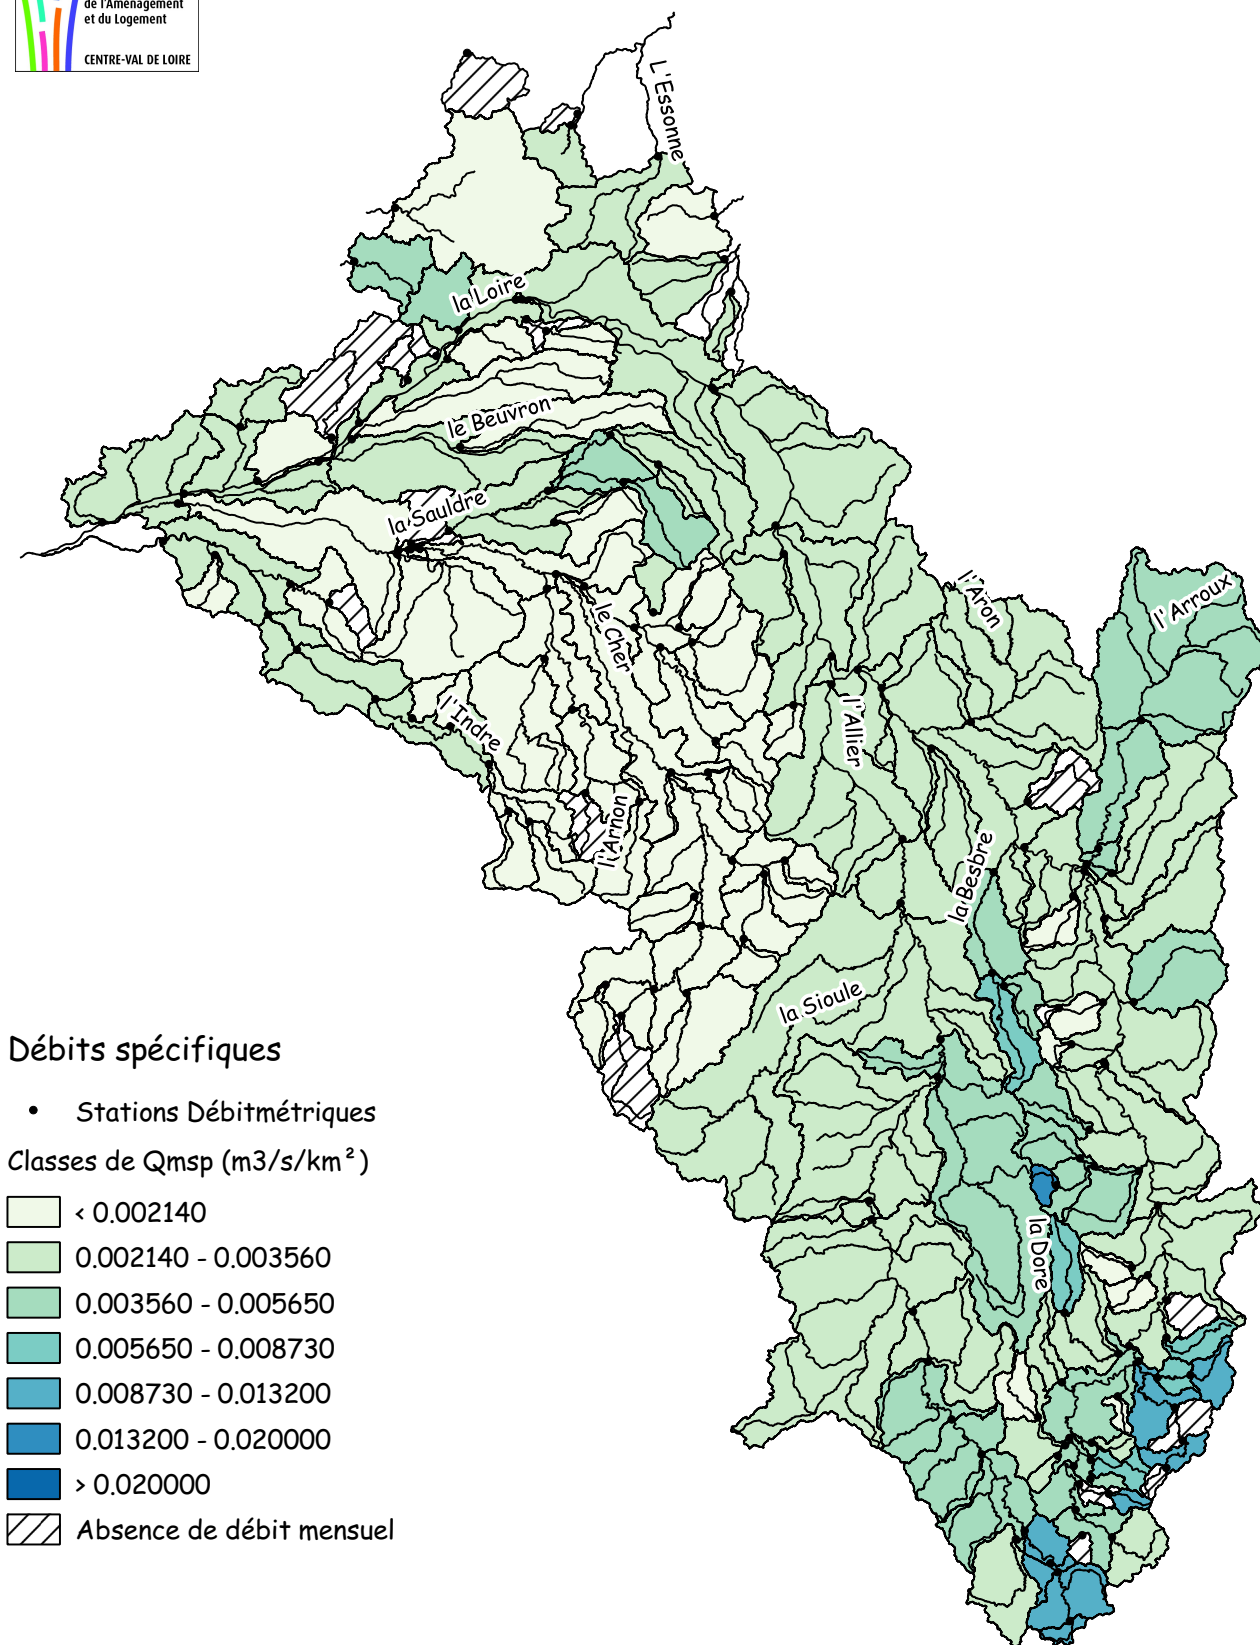 de l'Aménagement
et du Logement
CENTRE-VAL DE LOIRE
L'Essonne
la Loire
le Beuvron
la Sauldre
l'Aron
l'Arroux
le Cher
l'Indre
l'Allier
l'Arnon
la Besbre
la Sioule
la Dore
Débits spécifiques
Stations Débitmétriques
Classes de Qmsp (m3/s/km²)
< 0.002140
0.002140 - 0.003560
0.003560 - 0.005650
0.005650 - 0.008730
0.008730 - 0.013200
0.013200 - 0.020000
> 0.020000
Absence de débit mensuel